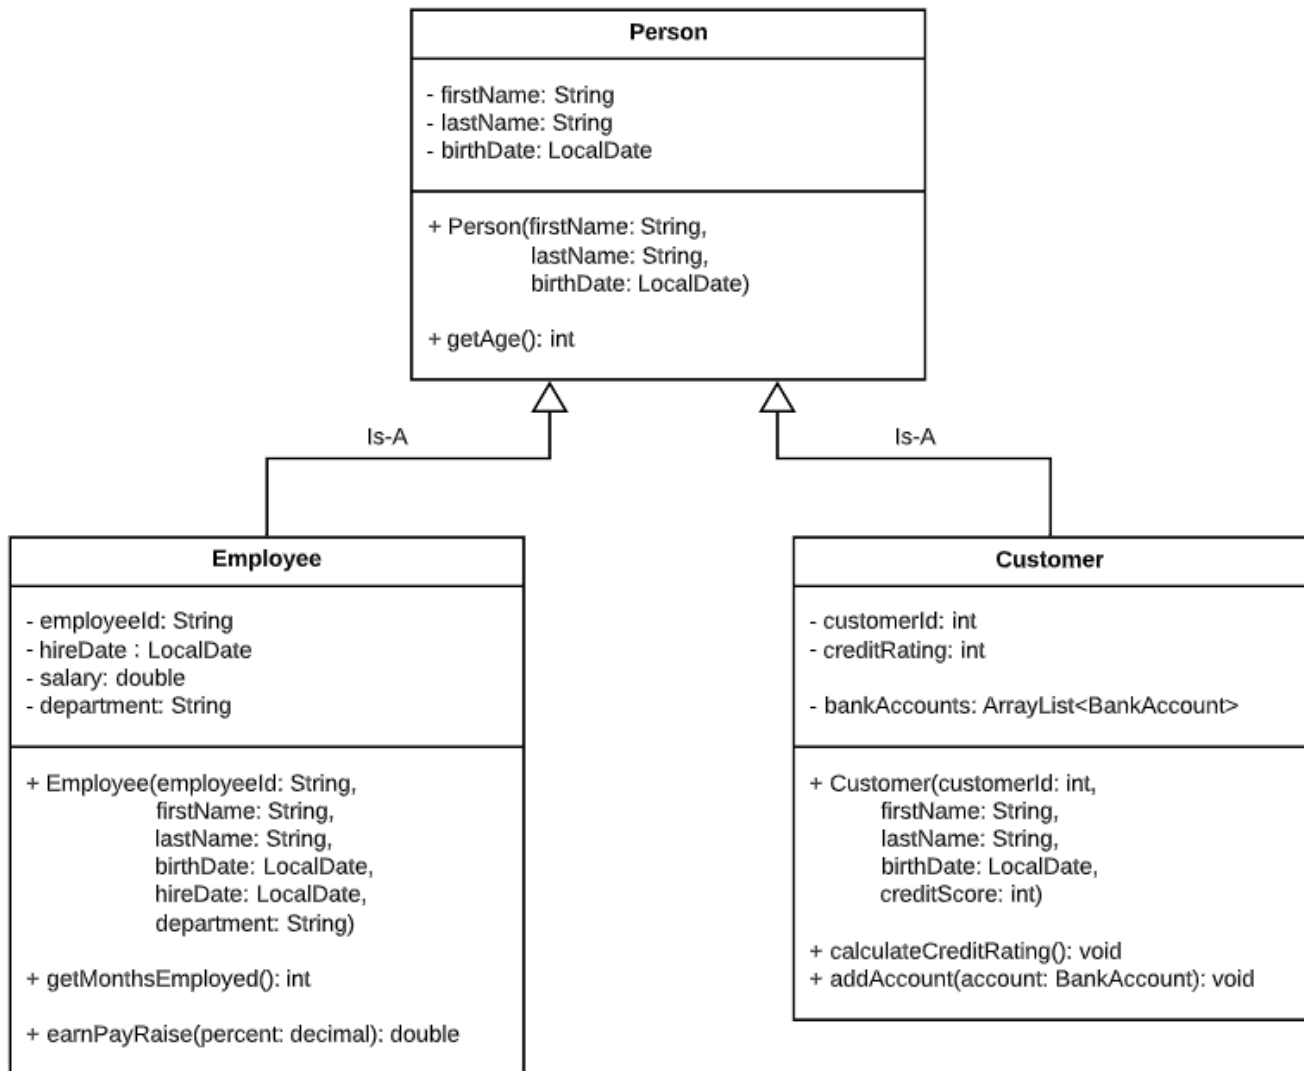 Person
- firstName: String
- lastName: String
- birthDate: LocalDate
+ Person(firstName: String,
lastName: String,
birthDate: LocalDate)
+ getAge(): int
Is-A
Is-A
Employee
- employeeId: String
- hireDate : LocalDate
- salary: double
- department: String
+ Employee(employeeId: String,
firstName: String,
lastName: String,
birthDate: LocalDate,
hireDate: LocalDate,
department: String)
+ getMonthsEmployed(): int
+ earnPayRaise(percent: decimal): double
Customer
- customerId: int
- creditRating: int
- bankAccounts: ArrayList<BankAccount>
+ Customer(customerId: int,
firstName: String,
lastName: String,
birthDate: LocalDate,
creditScore: int)
+ calculateCreditRating(): void
+ addAccount(account: BankAccount): void